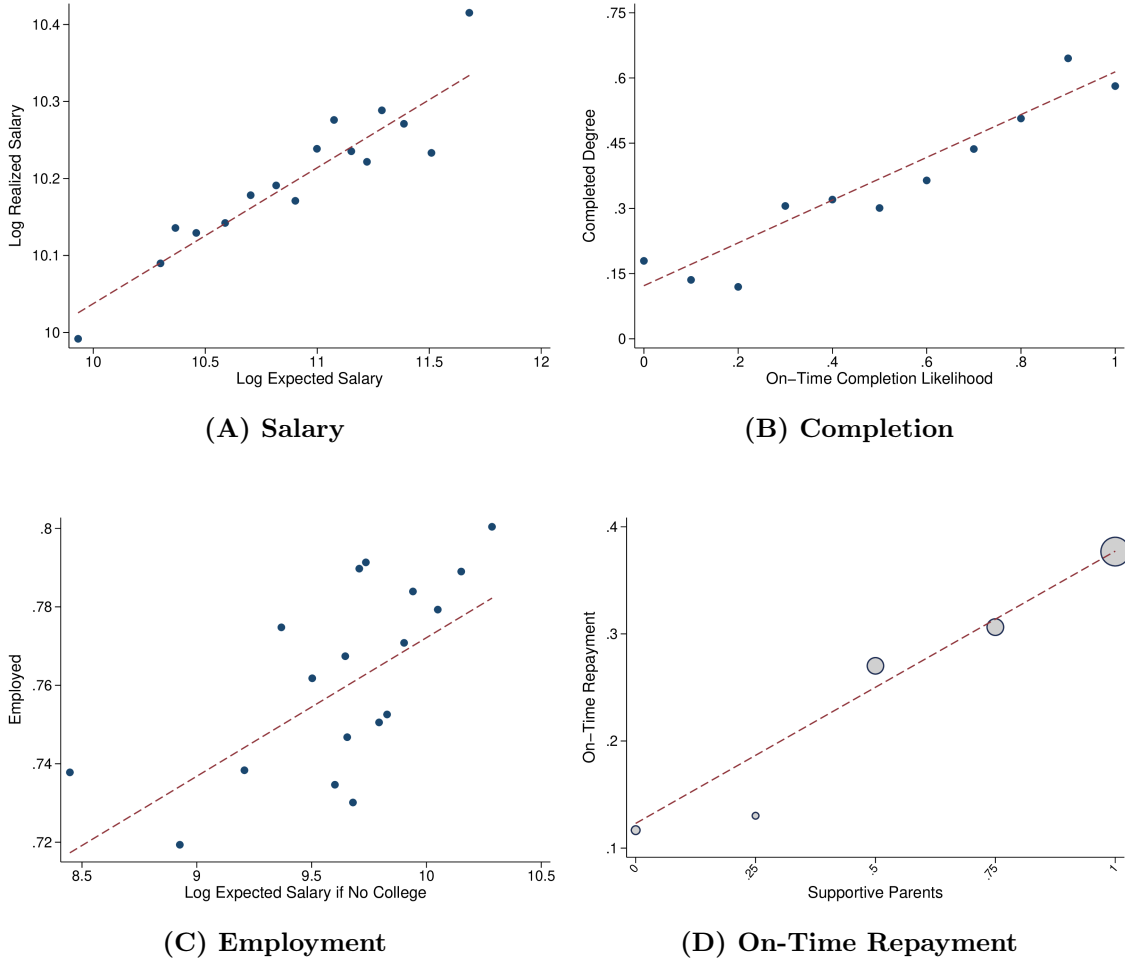 Log Realized Salary
10.4
10.3
10.2
10.1
10
10 10.5 11 11.5 12
Log Expected Salary
(A) Salary
Completed Degree
.75
.6
.45
.3
.15
0
0 .2 .4 .6 .8 1
On−Time Completion Likelihood
(B) Completion
Employed
.8
.78
.76
.74
.72
8.5 9 9.5 10 10.5
Log Expected Salary if No College
(C) Employment
On−Time Repayment
.4
.3
.2
.1
0 .25 .5 .75 1
Supportive Parents
(D) On-Time Repayment